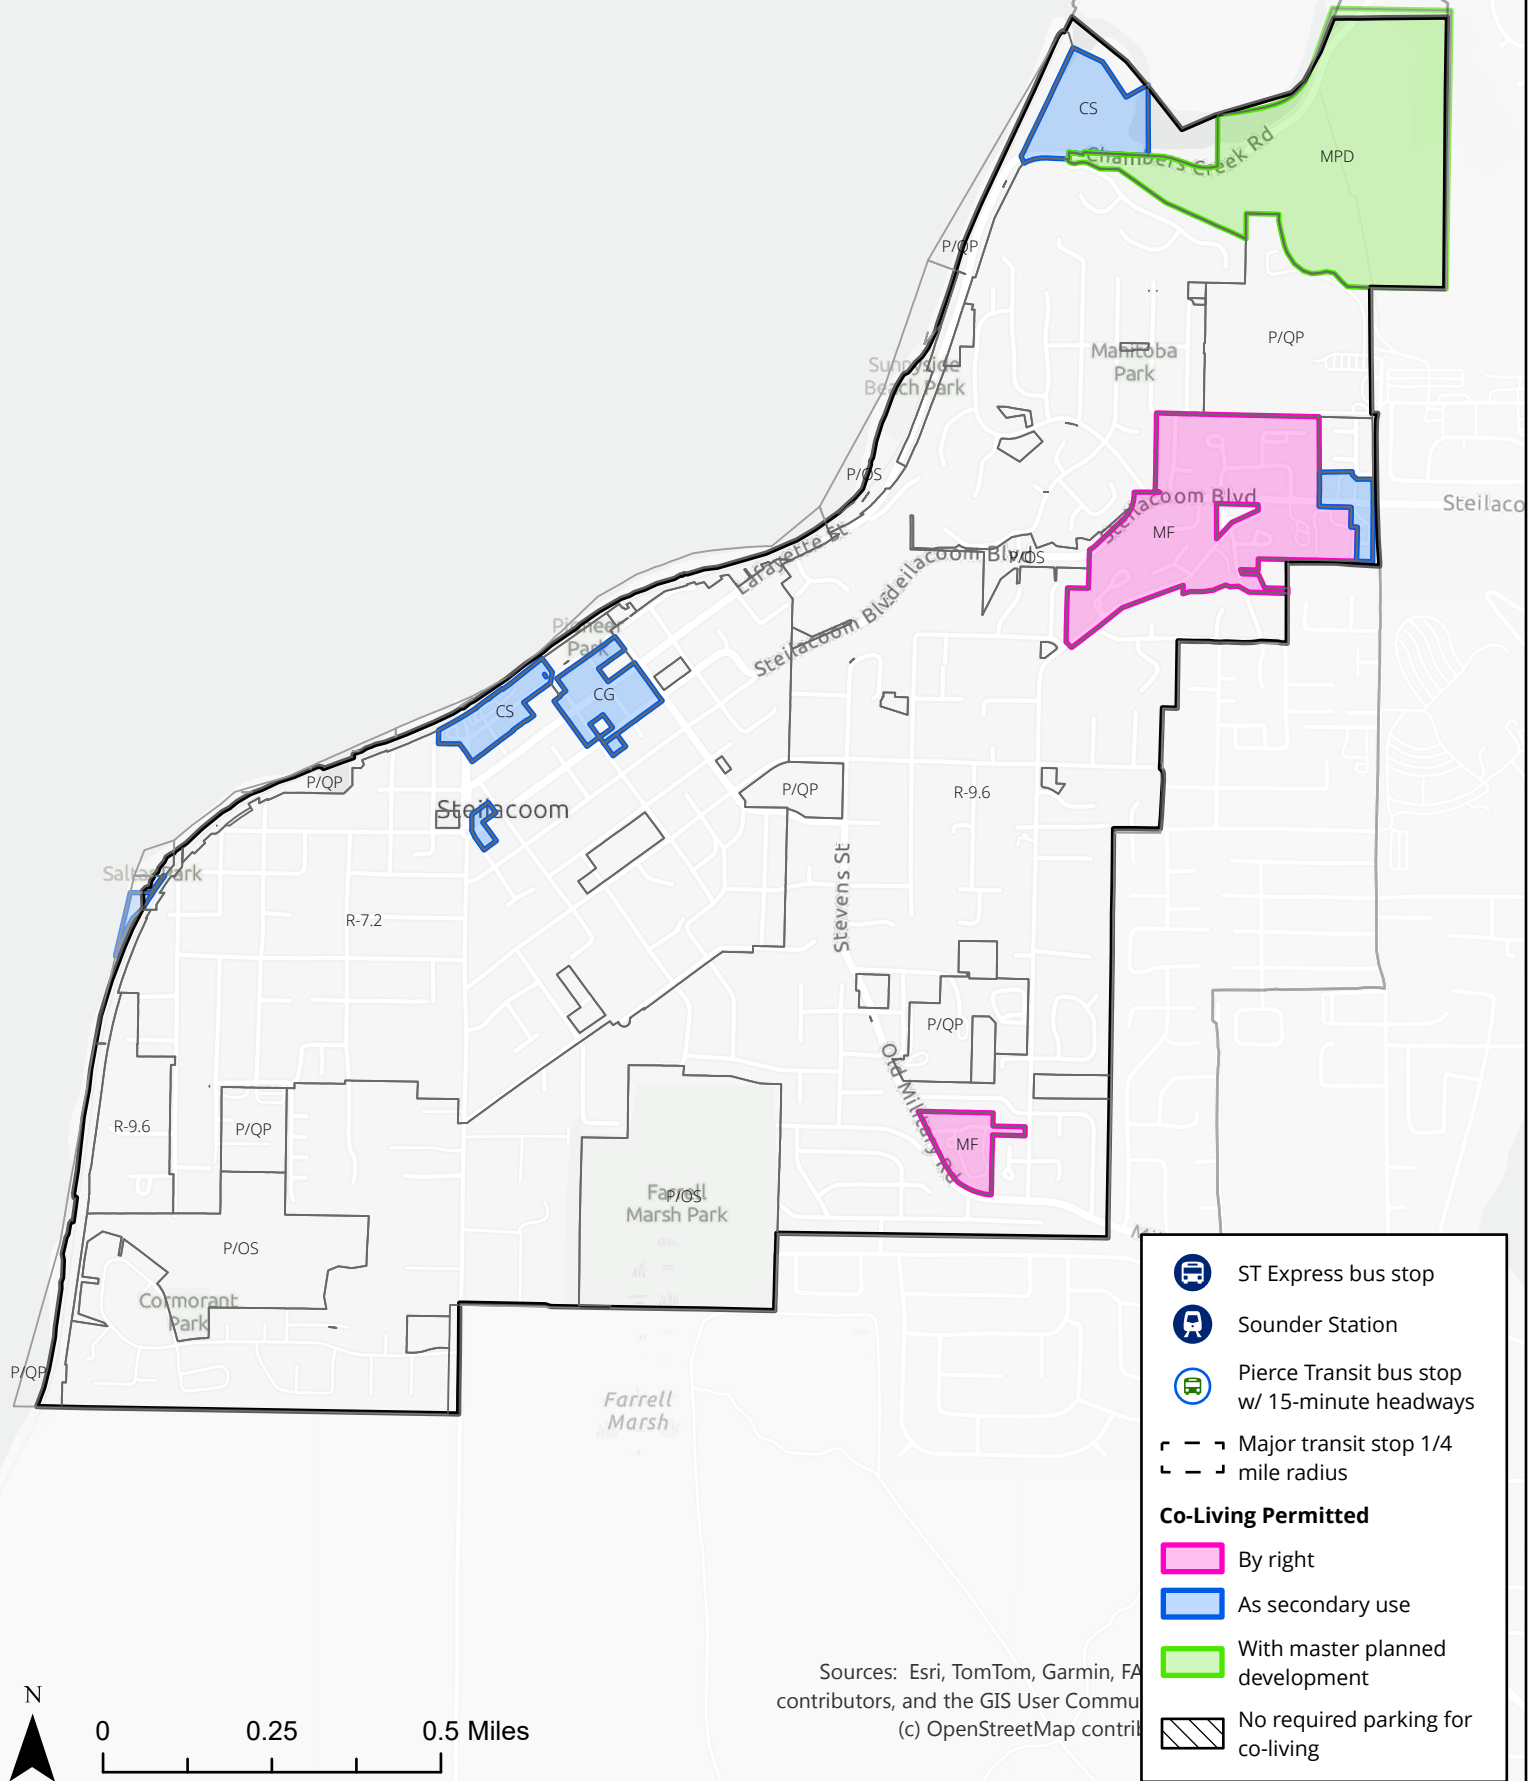 CS
Chambers Creek Rd
MPD
P/QP
P/QP
Manitoba
Park
Sunnyside
Beach Park
P/OS
Steilacoom Blvd
Steilaco
MF
Lafayette St
Steilacoom Blvd
P/OS
Steilacoom Blvd
Pioneer
Park
CG
CS
P/QP
P/QP
R-9.6
Steilacoom
Saltar Park
R-7.2
Stevens St
P/QP
Old Military Rd
R-9.6
P/QP
MF
Farrell
Marsh Park
P/OS
P/OS
Cormorant
Park
P/QP
Farrell
Marsh
ST Express bus stop
Sounder Station
Pierce Transit bus stop
w/ 15-minute headways
Major transit stop 1/4
mile radius
Co-Living Permitted
By right
As secondary use
With master planned
development
No required parking for
co-living
Sources: Esri, TomTom, Garmin, FA
contributors, and the GIS User Commu
(c) OpenStreetMap contrib
N
0 0.25 0.5 Miles